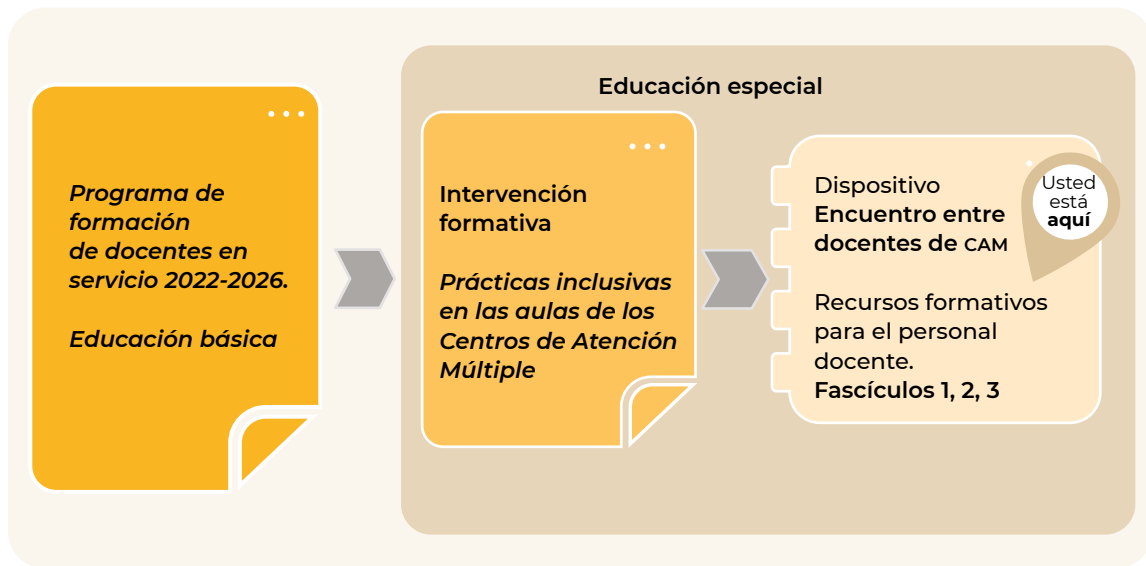 Programa de
formación
de docentes en
servicio 2022-2026.
Educación básica
Educación especial
Intervención
formativa
Prácticas inclusivas
en las aulas de los
Centros de Atención
Múltiple
Dispositivo
Encuentro entre
docentes de CAM
Recursos formativos
para el personal
docente.
Fascículos 1, 2, 3
Usted
está
aquí